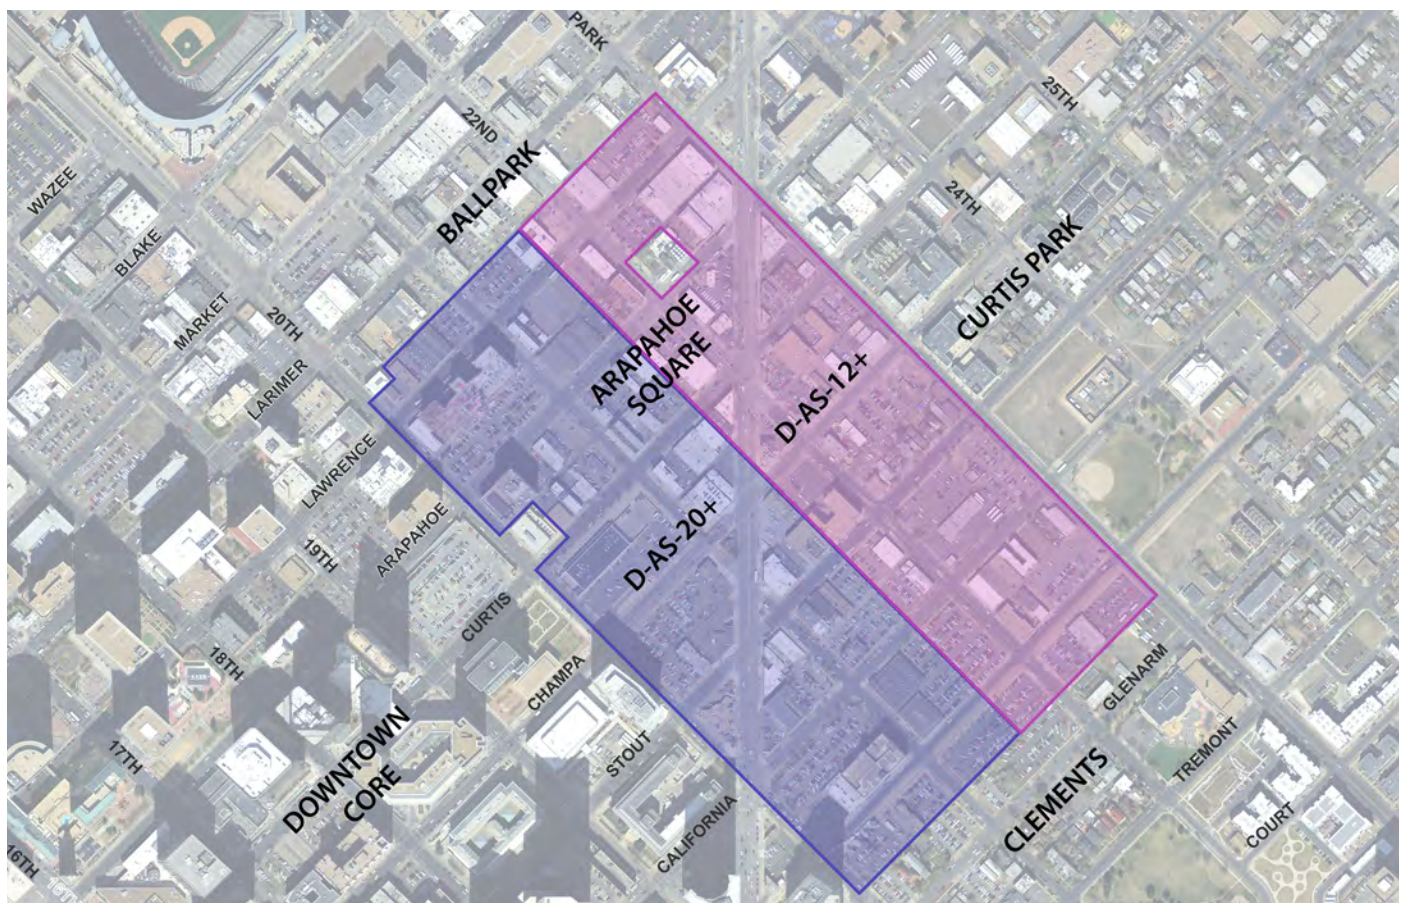 PARK
22ND
25TH
BALLPARK
WAZEE
24TH
BLAKE
CURTIS PARK
MARKET
20TH
ARAPAHOE
SQUARE
D-AS-12+
LARIMER
LAWRENCE
ARAPAHOE
19TH
D-AS-20+
CURTIS
CHAMPA
18TH
GLENARM
STOUT
TREMONT
17TH
DOWNTOWN
CORE
CLEMENTS
CALIFORNIA
COURT
16TH